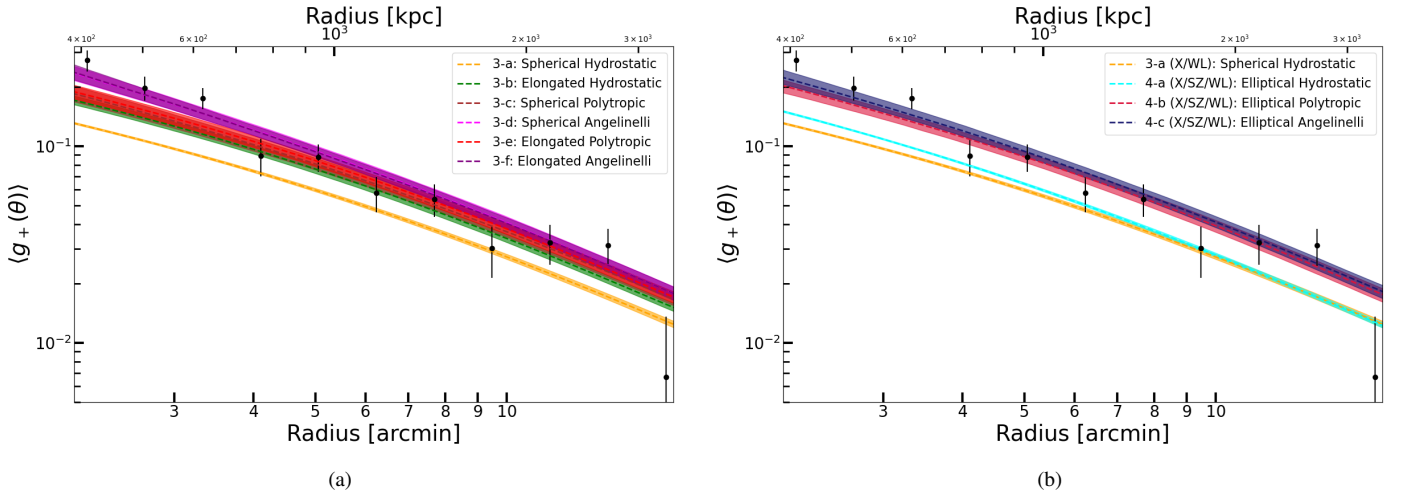 Radius [kpc]
4 × 10² 6 × 10² 10³ 2 × 10³ 3 × 10³
3-a: Spherical Hydrostatic
3-b: Elongated Hydrostatic
3-c: Spherical Polytropic
3-d: Spherical Angelinelli
3-e: Elongated Polytropic
3-f: Elongated Angelinelli
10⁻¹
10⁻²
⟨g₊(θ)⟩
3 4 5 6 7 8 9 10
Radius [arcmin]
(a)
Radius [kpc]
4 × 10² 6 × 10² 10³ 2 × 10³ 3 × 10³
3-a (X/WL): Spherical Hydrostatic
4-a (X/SZ/WL): Elliptical Hydrostatic
4-b (X/SZ/WL): Elliptical Polytropic
4-c (X/SZ/WL): Elliptical Angelinelli
10⁻¹
10⁻²
⟨g₊(θ)⟩
3 4 5 6 7 8 9 10
Radius [arcmin]
(b)